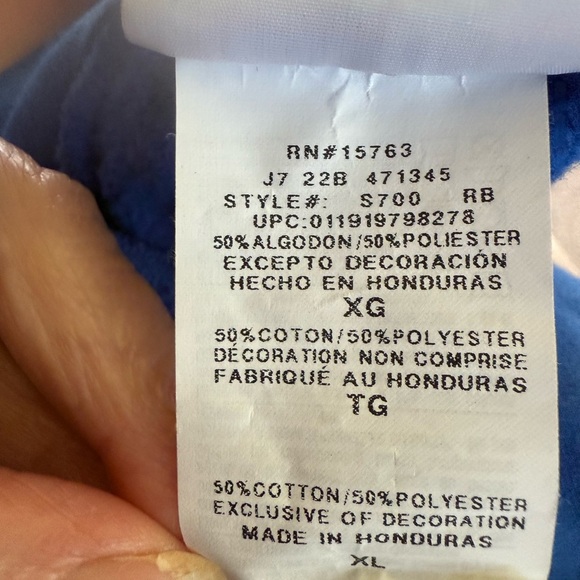 RN#15763
J7 22B 471345
STYLE#: S700 RB
UPC:011919798278
50%ALGODON/50%POLIESTER
EXCEPTO DECORACIÓN
HECHO EN HONDURAS
XG
50%COTON/50%POLYESTER
DÉCORATION NON COMPRISE
FABRIQUÉ AU HONDURAS
TG
50%COTTON/50%POLYESTER
EXCLUSIVE OF DECORATION
MADE IN HONDURAS
XL